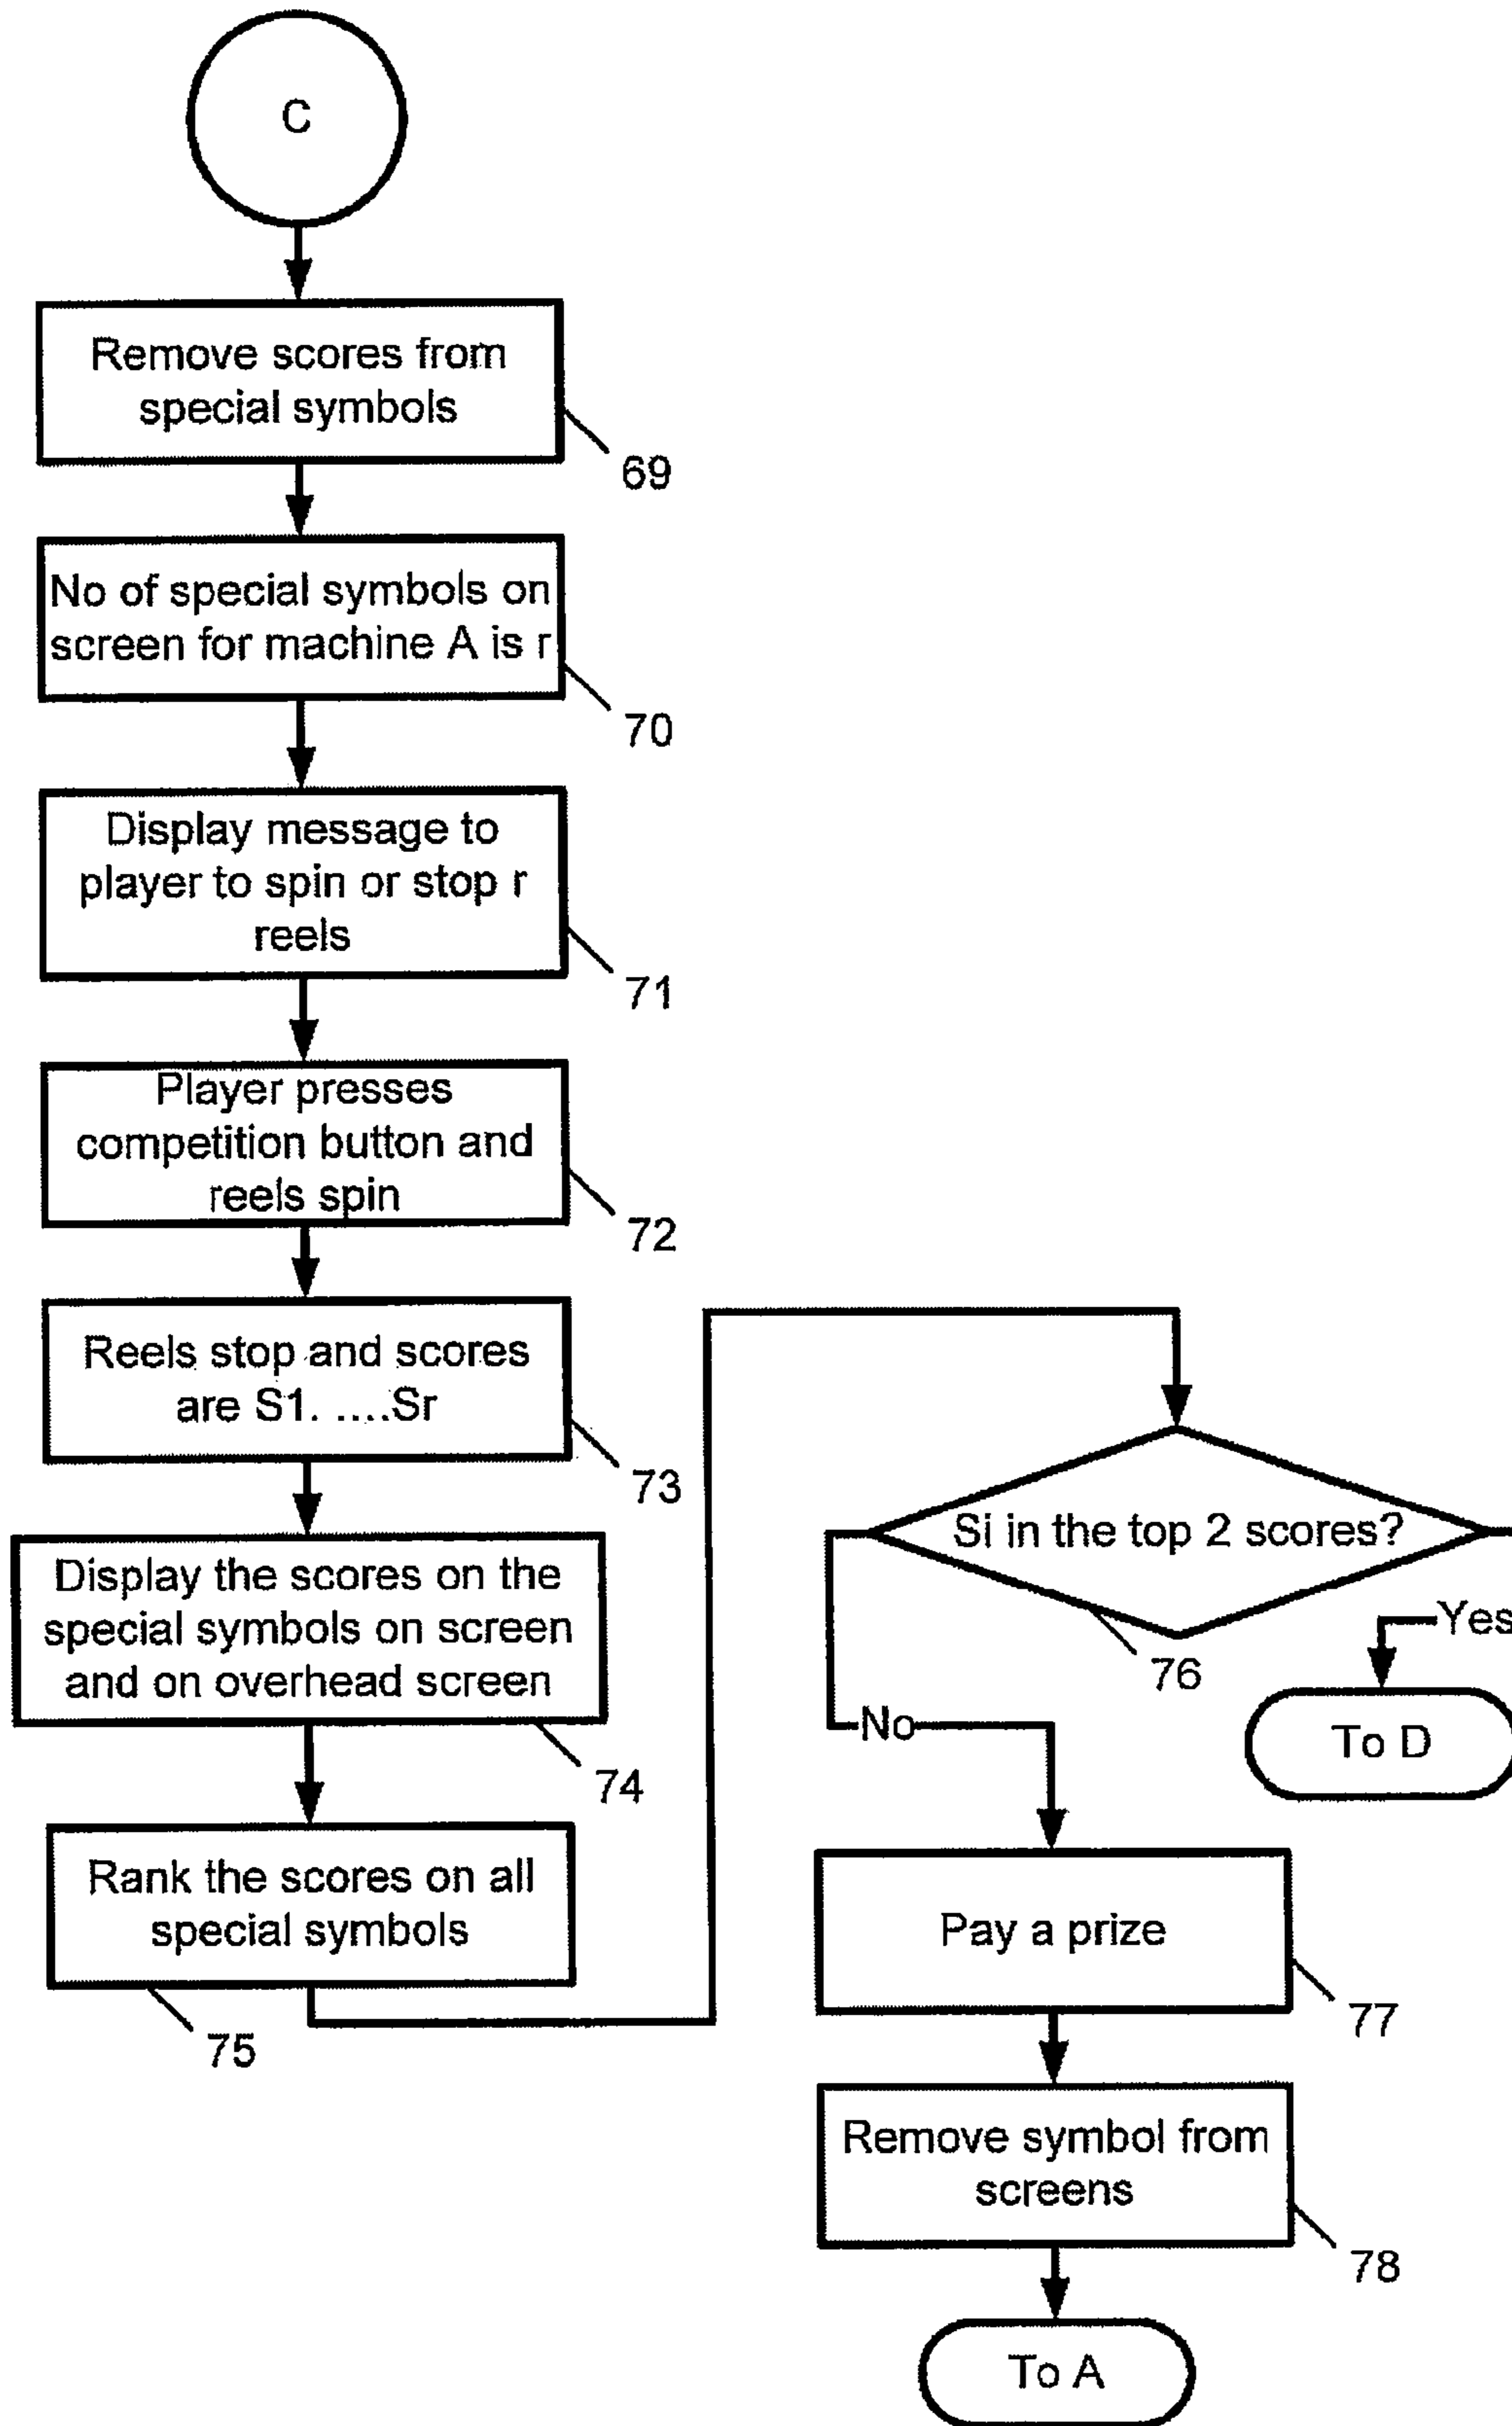 C
Remove scores from
special symbols
69
No of special symbols on
screen for machine A is r
70
Display message to
player to spin or stop r
reels
71
Player presses
competition button and
reels spin
72
Reels stop and scores
are S1. ....Sr
73
Display the scores on the
special symbols on screen
and on overhead screen
74
Rank the scores on all
special symbols
75
Si in the top 2 scores?
76
Yes
To D
No
Pay a prize
77
Remove symbol from
screens
78
To A